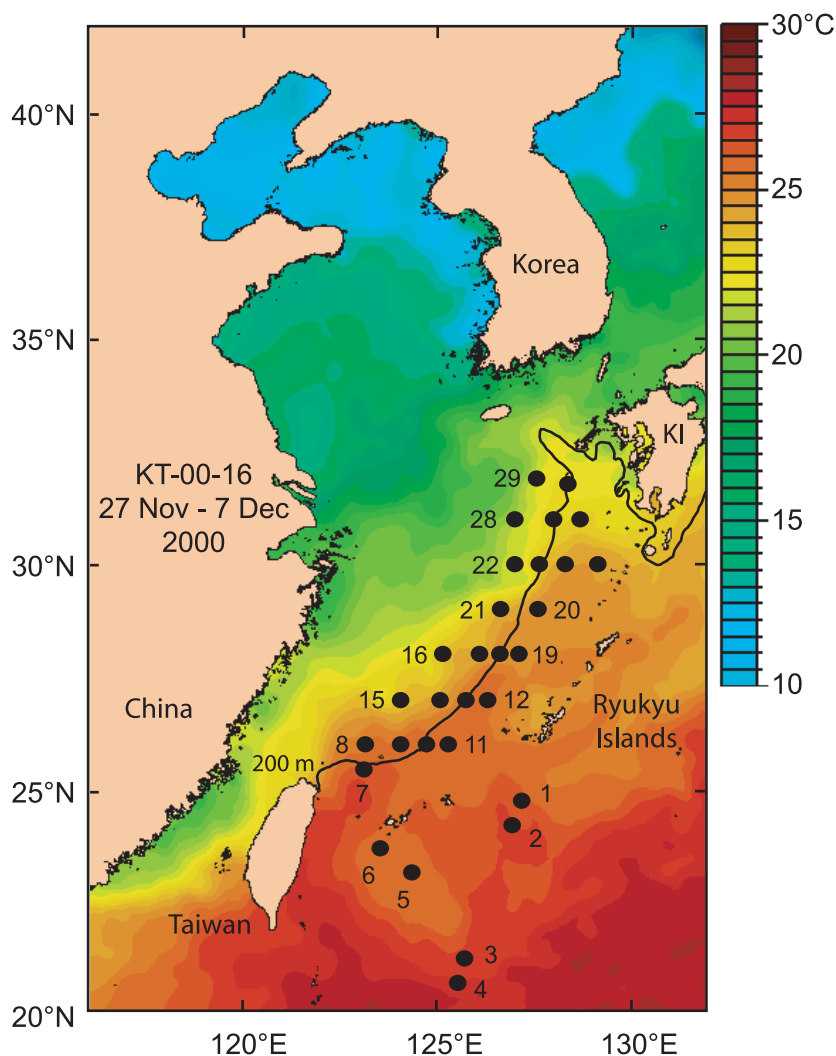 30°C
40°N
25
Korea
35°N
20
KI
KT-00-16
29
27 Nov - 7 Dec
28
2000
15
30°N
22
21
20
16
19
China
15
12
Ryukyu
Islands
8
11
200 m
10
25°N
7
1
2
6
5
Taiwan
3
4
20°N
120°E
125°E
130°E